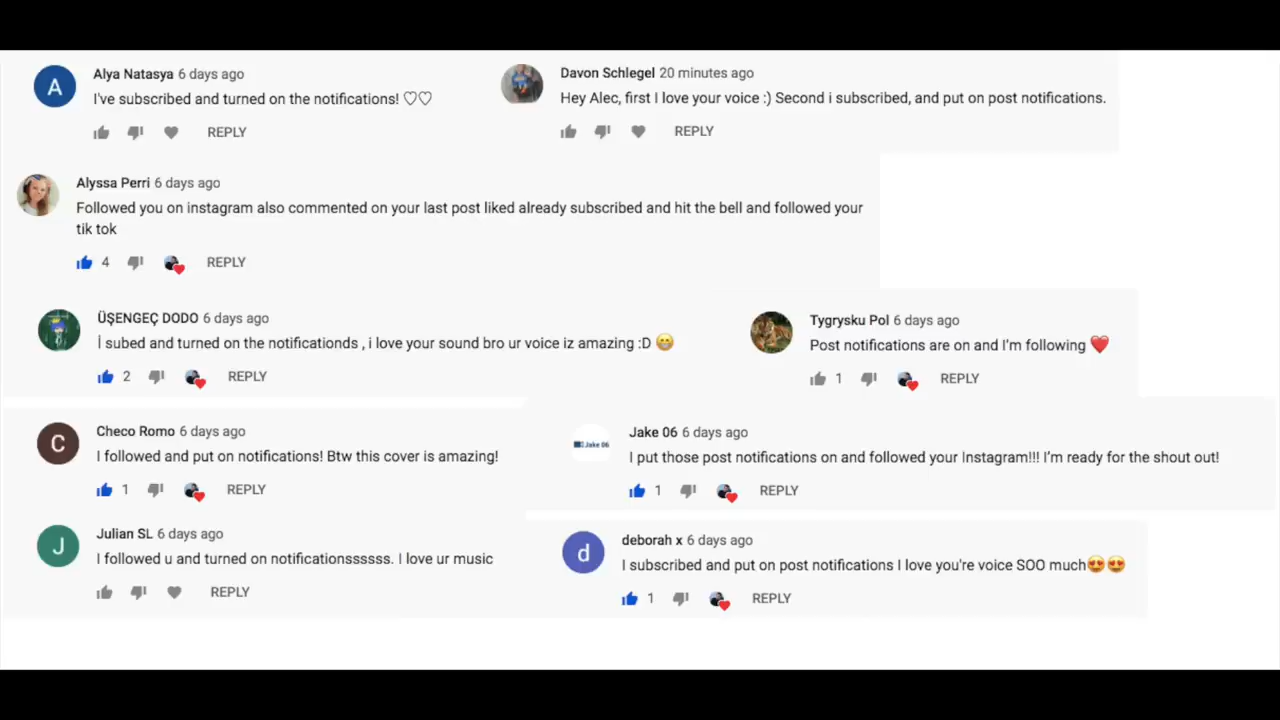 A
Alya Natasya 6 days ago
I've subscribed and turned on the notifications! ♡♡
REPLY
Davon Schlegel 20 minutes ago
Hey Alec, first I love your voice :) Second i subscribed, and put on post notifications.
REPLY
Alyssa Perri 6 days ago
Followed you on instagram also commented on your last post liked already subscribed and hit the bell and followed your
tik tok
4 REPLY
ÜŞENGEÇ DODO 6 days ago
İ subed and turned on the notificationds , i love your sound bro ur voice iz amazing :D 😁
2 REPLY
Tygrysku Pol 6 days ago
Post notifications are on and I'm following ❤️
1 REPLY
C
Checo Romo 6 days ago
I followed and put on notifications! Btw this cover is amazing!
1 REPLY
Jake 06
Jake 06 6 days ago
I put those post notifications on and followed your Instagram!!! I'm ready for the shout out!
1 REPLY
J
Julian SL 6 days ago
I followed u and turned on notificationssssss. I love ur music
REPLY
d
deborah x 6 days ago
I subscribed and put on post notifications I love you're voice SOO much😍😍
1 REPLY